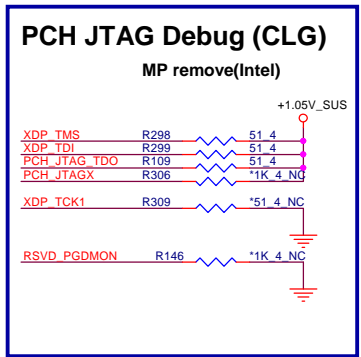 PCH JTAG Debug (CLG)
MP remove(Intel)
+1.05V_SUS
XDP_TMS R298 51_4
XDP_TDI R299 51_4
PCH_JTAG_TDO R109 51_4
PCH_JTAGX R306 *1K_4_NC
XDP_TCK1 R309 *51_4_NC
RSVD_PGDMON R146 *1K_4_NC